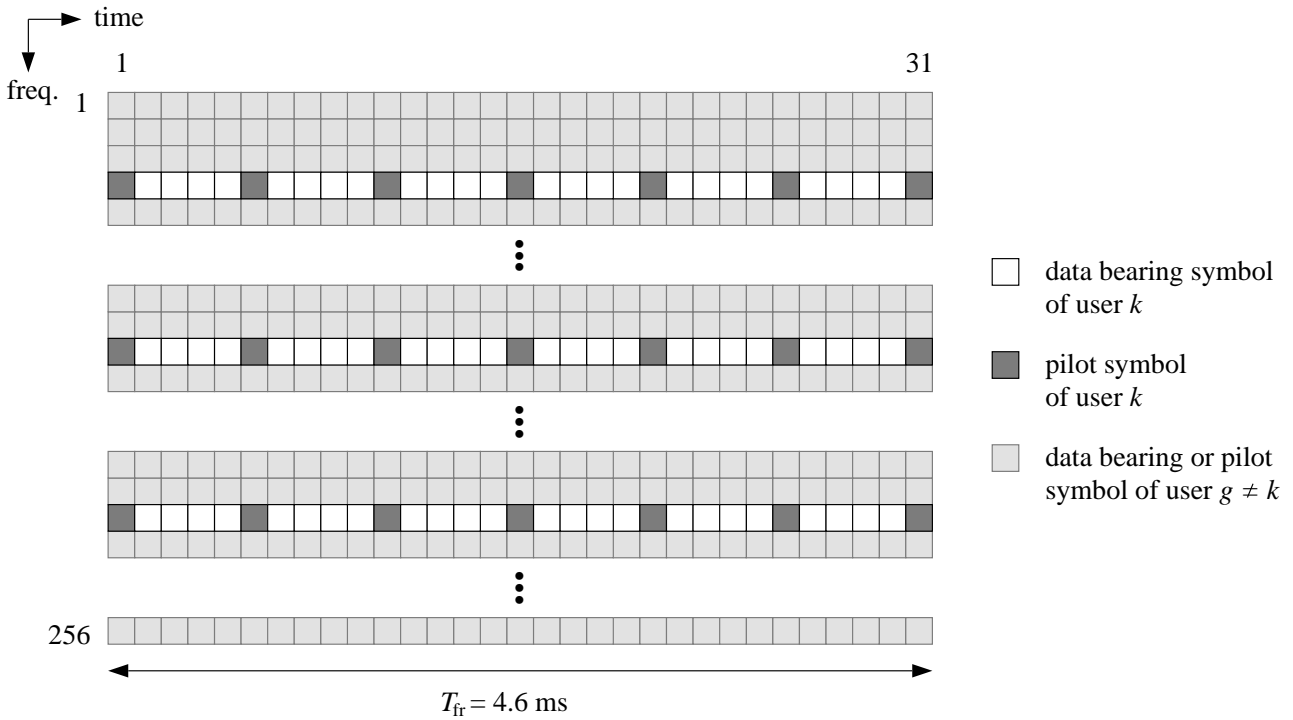 time
freq.
1
31
1
data bearing symbol
of user k
pilot symbol
of user k
data bearing or pilot
symbol of user g ≠ k
256
Tfr = 4.6 ms